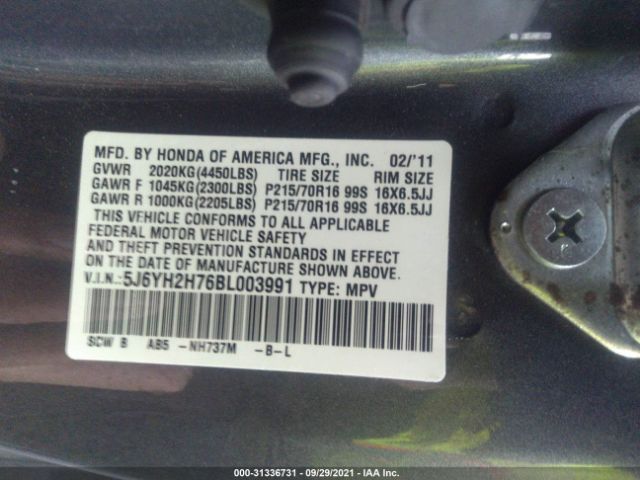 MFD. BY HONDA OF AMERICA MFG., INC. 02/'11
GVWR 2020KG(4450LBS) TIRE SIZE RIM SIZE
GAWR F 1045KG(2300LBS) P215/70R16 99S 16X6.5JJ
GAWR R 1000KG(2205LBS) P215/70R16 99S 16X6.5JJ
THIS VEHICLE CONFORMS TO ALL APPLICABLE
FEDERAL MOTOR VEHICLE SAFETY
AND THEFT PREVENTION STANDARDS IN EFFECT
ON THE DATE OF MANUFACTURE SHOWN ABOVE.
V.I.N.:5J6YH2H76BL003991 TYPE: MPV
SCW B AB5 -NH737M -B-L
000-31336731 - 09/29/2021 - IAA Inc.